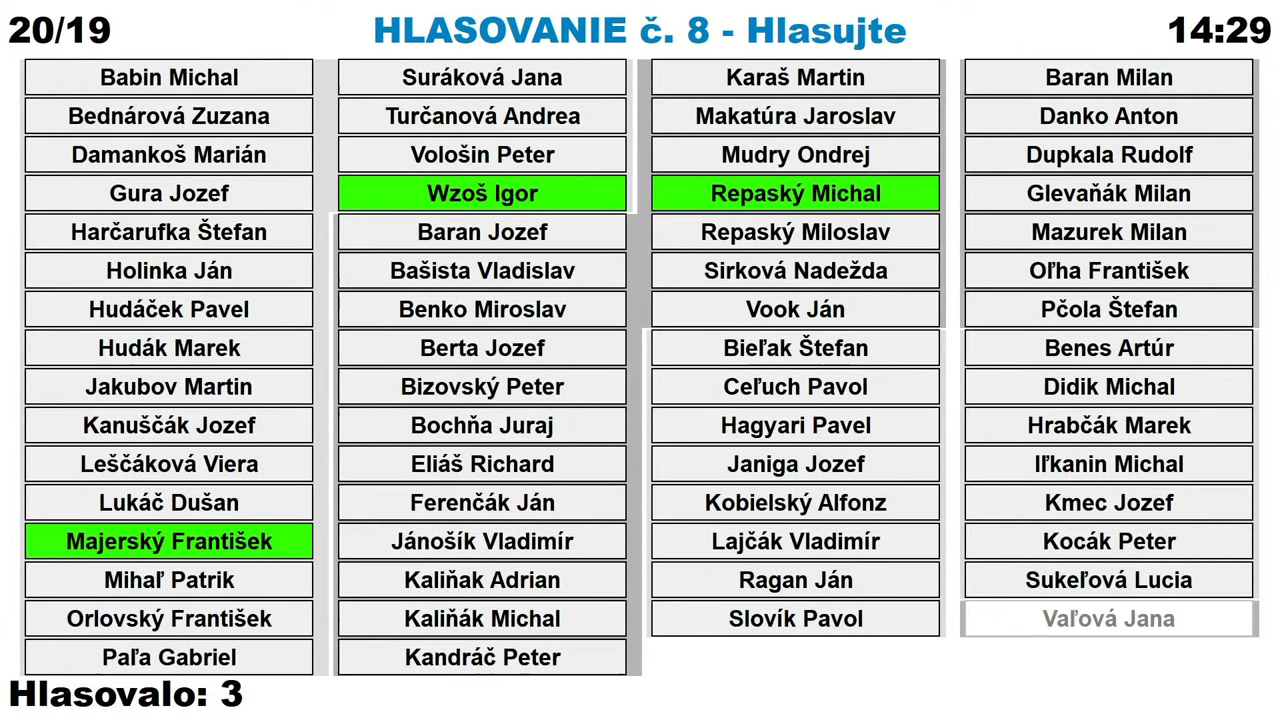 20/19
HLASOVANIE č. 8 - Hlasujte
14:29
Babin Michal
Bednárová Zuzana
Damankoš Marián
Gura Jozef
Harčarufka Štefan
Holinka Ján
Hudáček Pavel
Hudák Marek
Jakubov Martin
Kanuščák Jozef
Leščáková Viera
Lukáč Dušan
Majerský František
Mihaľ Patrik
Orlovský František
Paľa Gabriel
Suráková Jana
Turčanová Andrea
Vološin Peter
Wzoš Igor
Baran Jozef
Bašista Vladislav
Benko Miroslav
Berta Jozef
Bizovský Peter
Bochňa Juraj
Eliáš Richard
Ferenčák Ján
Jánošík Vladimír
Kaliňak Adrian
Kaliňák Michal
Kandráč Peter
Karaš Martin
Makatúra Jaroslav
Mudry Ondrej
Repaský Michal
Repaský Miloslav
Sirková Nadežda
Vook Ján
Bieľak Štefan
Ceľuch Pavol
Hagyari Pavel
Janiga Jozef
Kobielský Alfonz
Lajčák Vladimír
Ragan Ján
Slovík Pavol
Baran Milan
Danko Anton
Dupkala Rudolf
Glevaňák Milan
Mazurek Milan
Oľha František
Pčola Štefan
Benes Artúr
Didik Michal
Hrabčák Marek
Iľkanin Michal
Kmec Jozef
Kocák Peter
Sukeľová Lucia
Vaľová Jana
Hlasovalo: 3